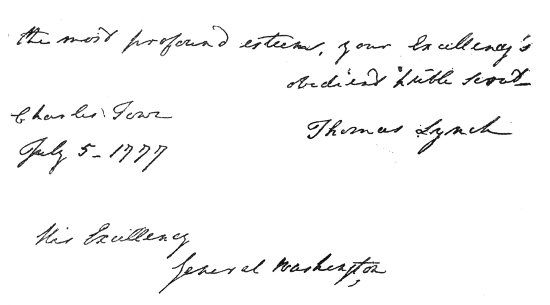 the most profound esteem, your Excellency's
obedient h'ble servt
Charles Town
Thomas Lynch
July 5 - 1777
His Excellency
General Washington,